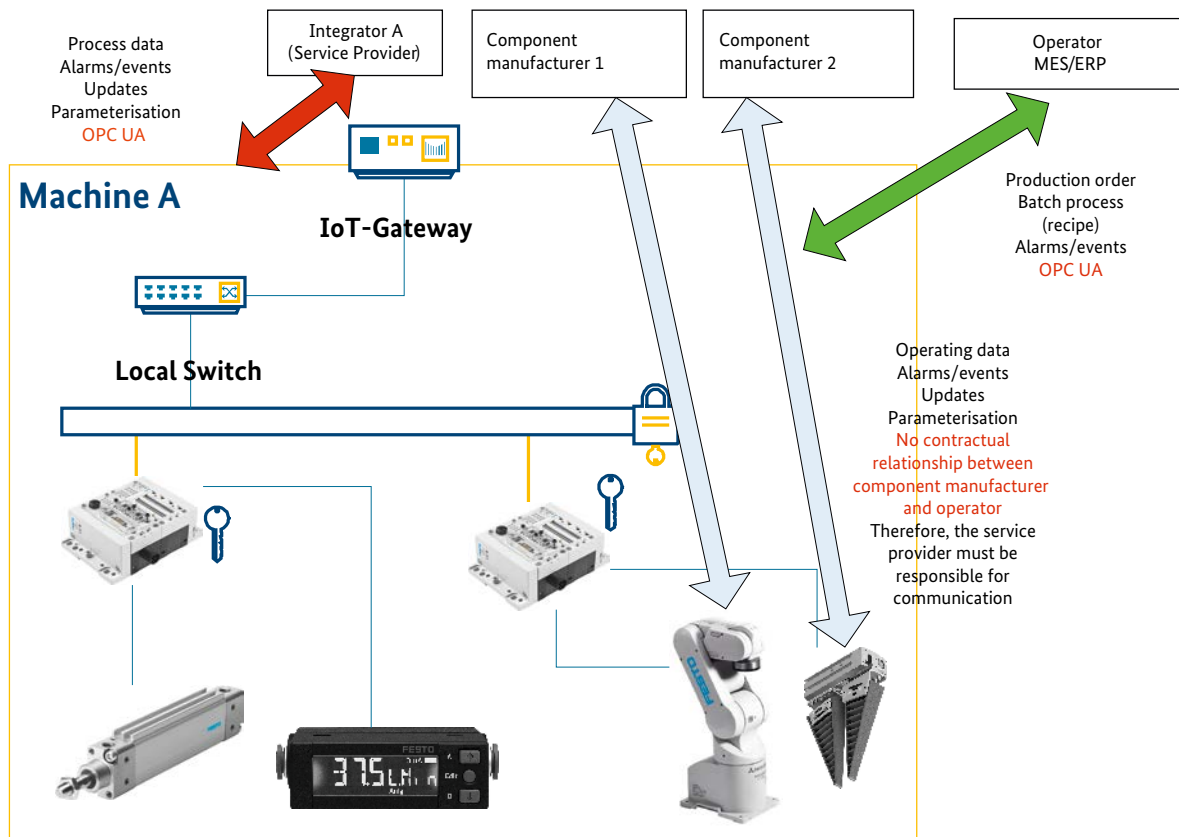 Process data
Alarms/events
Updates
Parameterisation
OPC UA
Integrator A
(Service Provider)
Component
manufacturer 1
Component
manufacturer 2
Operator
MES/ERP
Machine A
IoT-Gateway
Production order
Batch process
(recipe)
Alarms/events
OPC UA
Local Switch
Operating data
Alarms/events
Updates
Parameterisation
No contractual
relationship between
component manufacturer
and operator
Therefore, the service
provider must be
responsible for
communication
FESTO
FESTO
37.5 L/min
A
Edit
B